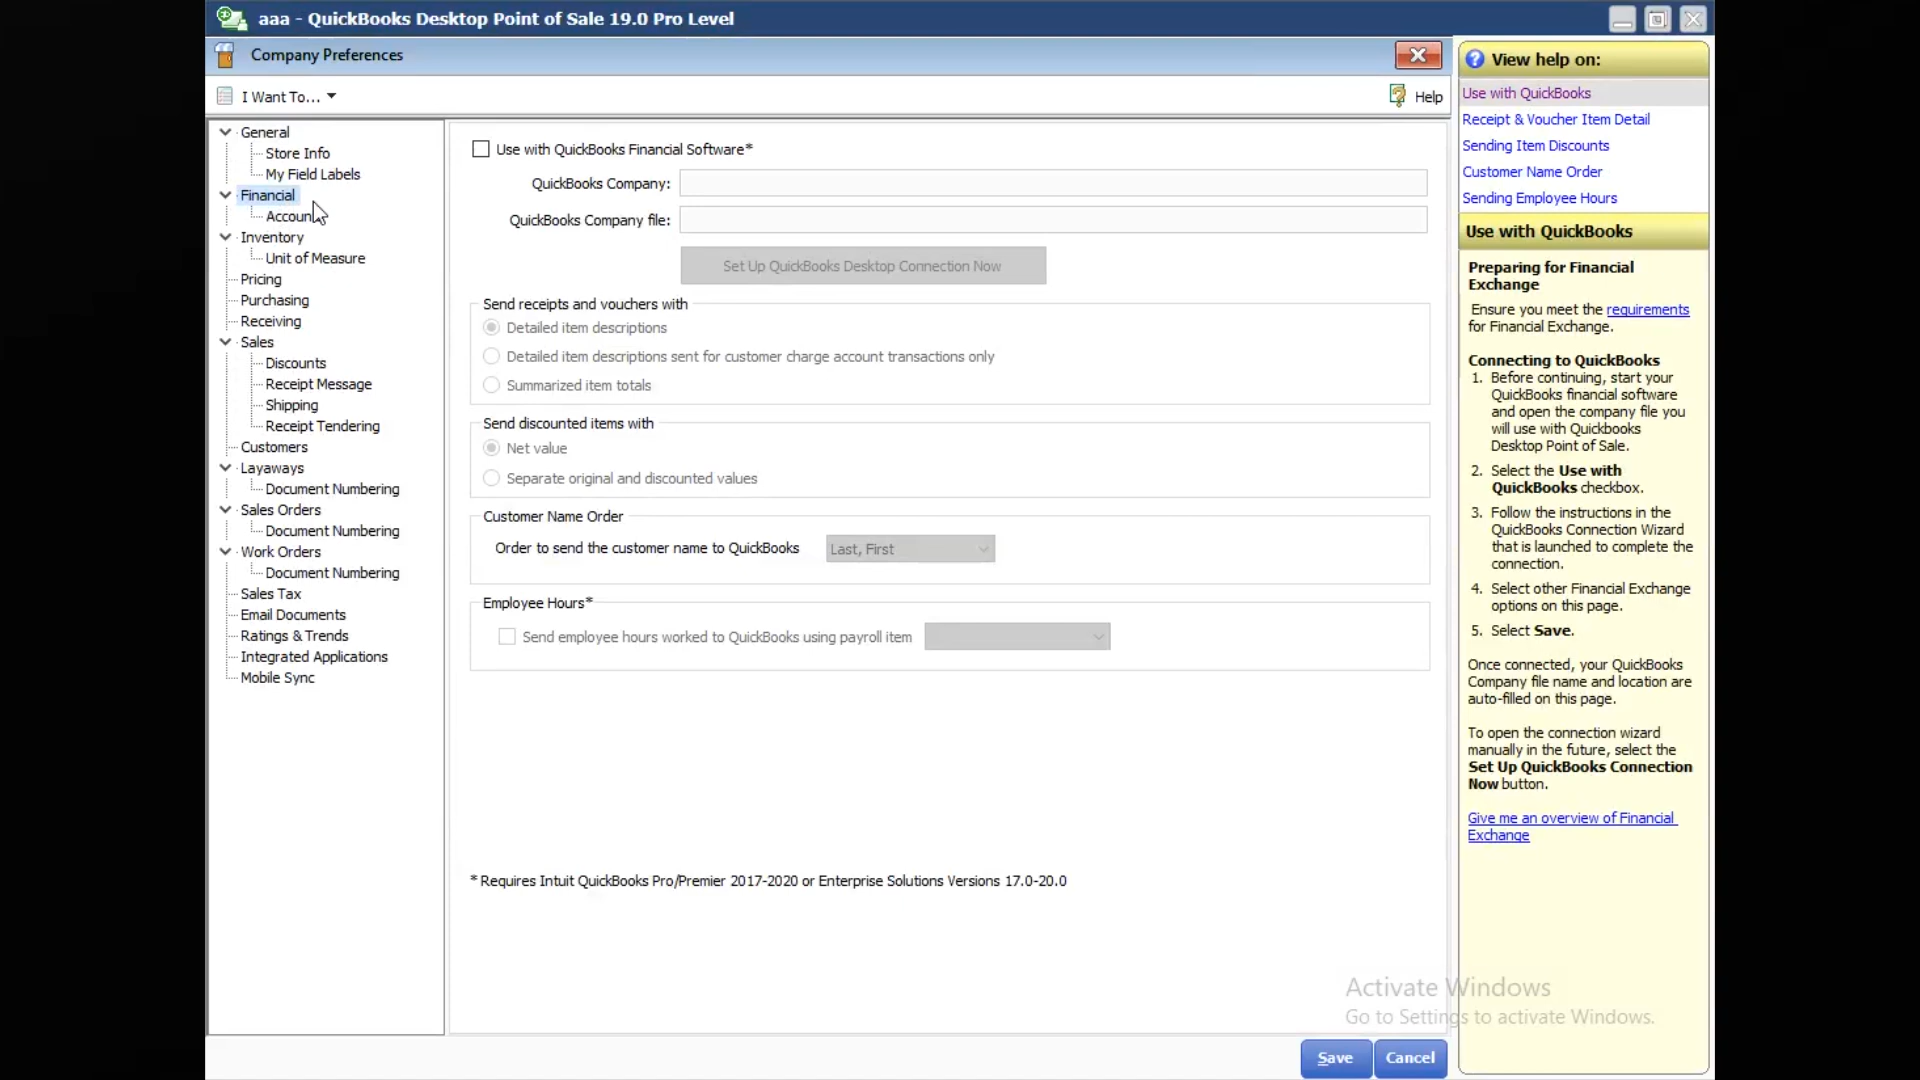 aaa - QuickBooks Desktop Point of Sale 19.0 Pro Level
Company Preferences
I Want To...
Help
General
Store Info
My Field Labels
Financial
Accounts
Inventory
Unit of Measure
Pricing
Purchasing
Receiving
Sales
Discounts
Receipt Message
Shipping
Receipt Tendering
Customers
Layaways
Document Numbering
Sales Orders
Document Numbering
Work Orders
Document Numbering
Sales Tax
Email Documents
Ratings & Trends
Integrated Applications
Mobile Sync
Use with QuickBooks Financial Software*
QuickBooks Company:
QuickBooks Company file:
Set Up QuickBooks Desktop Connection Now
Send receipts and vouchers with
Detailed item descriptions
Detailed item descriptions sent for customer charge account transactions only
Summarized item totals
Send discounted items with
Net value
Separate original and discounted values
Customer Name Order
Order to send the customer name to QuickBooks
Last, First
Employee Hours*
Send employee hours worked to QuickBooks using payroll item
* Requires Intuit QuickBooks Pro/Premier 2017-2020 or Enterprise Solutions Versions 17.0-20.0
Save
Cancel
View help on:
Use with QuickBooks
Receipt & Voucher Item Detail
Sending Item Discounts
Customer Name Order
Sending Employee Hours
Use with QuickBooks
Preparing for Financial
Exchange
Ensure you meet the requirements
for Financial Exchange.
Connecting to QuickBooks
1. Before continuing, start your
QuickBooks financial software
and open the company file you
will use with Quickbooks
Desktop Point of Sale.
2. Select the Use with
QuickBooks checkbox.
3. Follow the instructions in the
QuickBooks Connection Wizard
that is launched to complete the
connection.
4. Select other Financial Exchange
options on this page.
5. Select Save.
Once connected, your QuickBooks
Company file name and location are
auto-filled on this page.
To open the connection wizard
manually in the future, select the
Set Up QuickBooks Connection
Now button.
Give me an overview of Financial
Exchange
Activate Windows
Go to Settings to activate Windows.